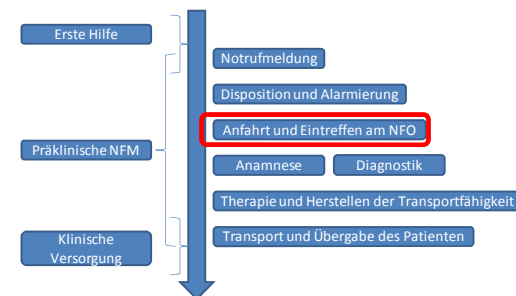 Erste Hilfe
Notrufmeldung
Disposition und Alarmierung
Anfahrt und Eintreffen am NFO
Präklinische NFM
Anamnese
Diagnostik
Therapie und Herstellen der Transportfähigkeit
Klinische
Versorgung
Transport und Übergabe des Patienten